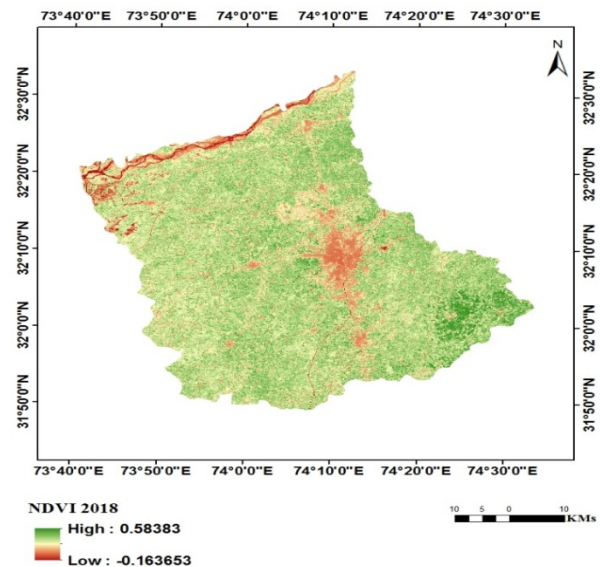 73°40'0"E 73°50'0"E 74°0'0"E 74°10'0"E 74°20'0"E 74°30'0"E
N
32°30'0"N 32°30'0"N
32°20'0"N 32°20'0"N
32°10'0"N 32°10'0"N
32°0'0"N 32°0'0"N
31°50'0"N 31°50'0"N
73°40'0"E 73°50'0"E 74°0'0"E 74°10'0"E 74°20'0"E 74°30'0"E
NDVI 2018
High : 0.58383
Low : -0.163653
10 5 0 10
KMs